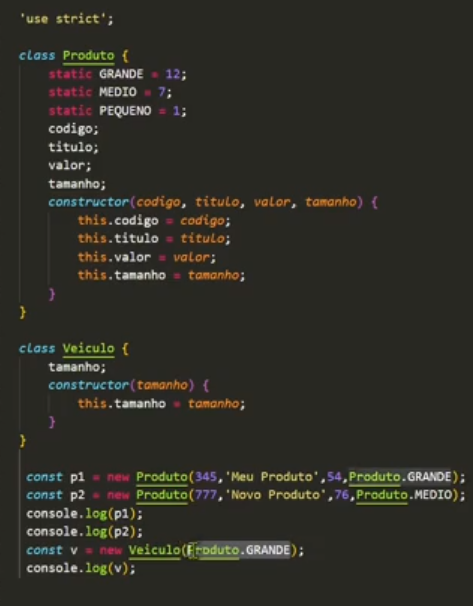 'use strict';
class Produto {
static GRANDE = 12;
static MEDIO = 7;
static PEQUENO = 1;
codigo;
titulo;
valor;
tamanho;
constructor(codigo, titulo, valor, tamanho) {
this.codigo = codigo;
this.titulo = titulo;
this.valor = valor;
this.tamanho = tamanho;
}
}
class Veiculo {
tamanho;
constructor(tamanho) {
this.tamanho = tamanho;
}
}
const p1 = new Produto(345,'Meu Produto',54,Produto.GRANDE);
const p2 = new Produto(777,'Novo Produto',76,Produto.MEDIO);
console.log(p1);
console.log(p2);
const v = new Veiculo(Produto.GRANDE);
console.log(v);